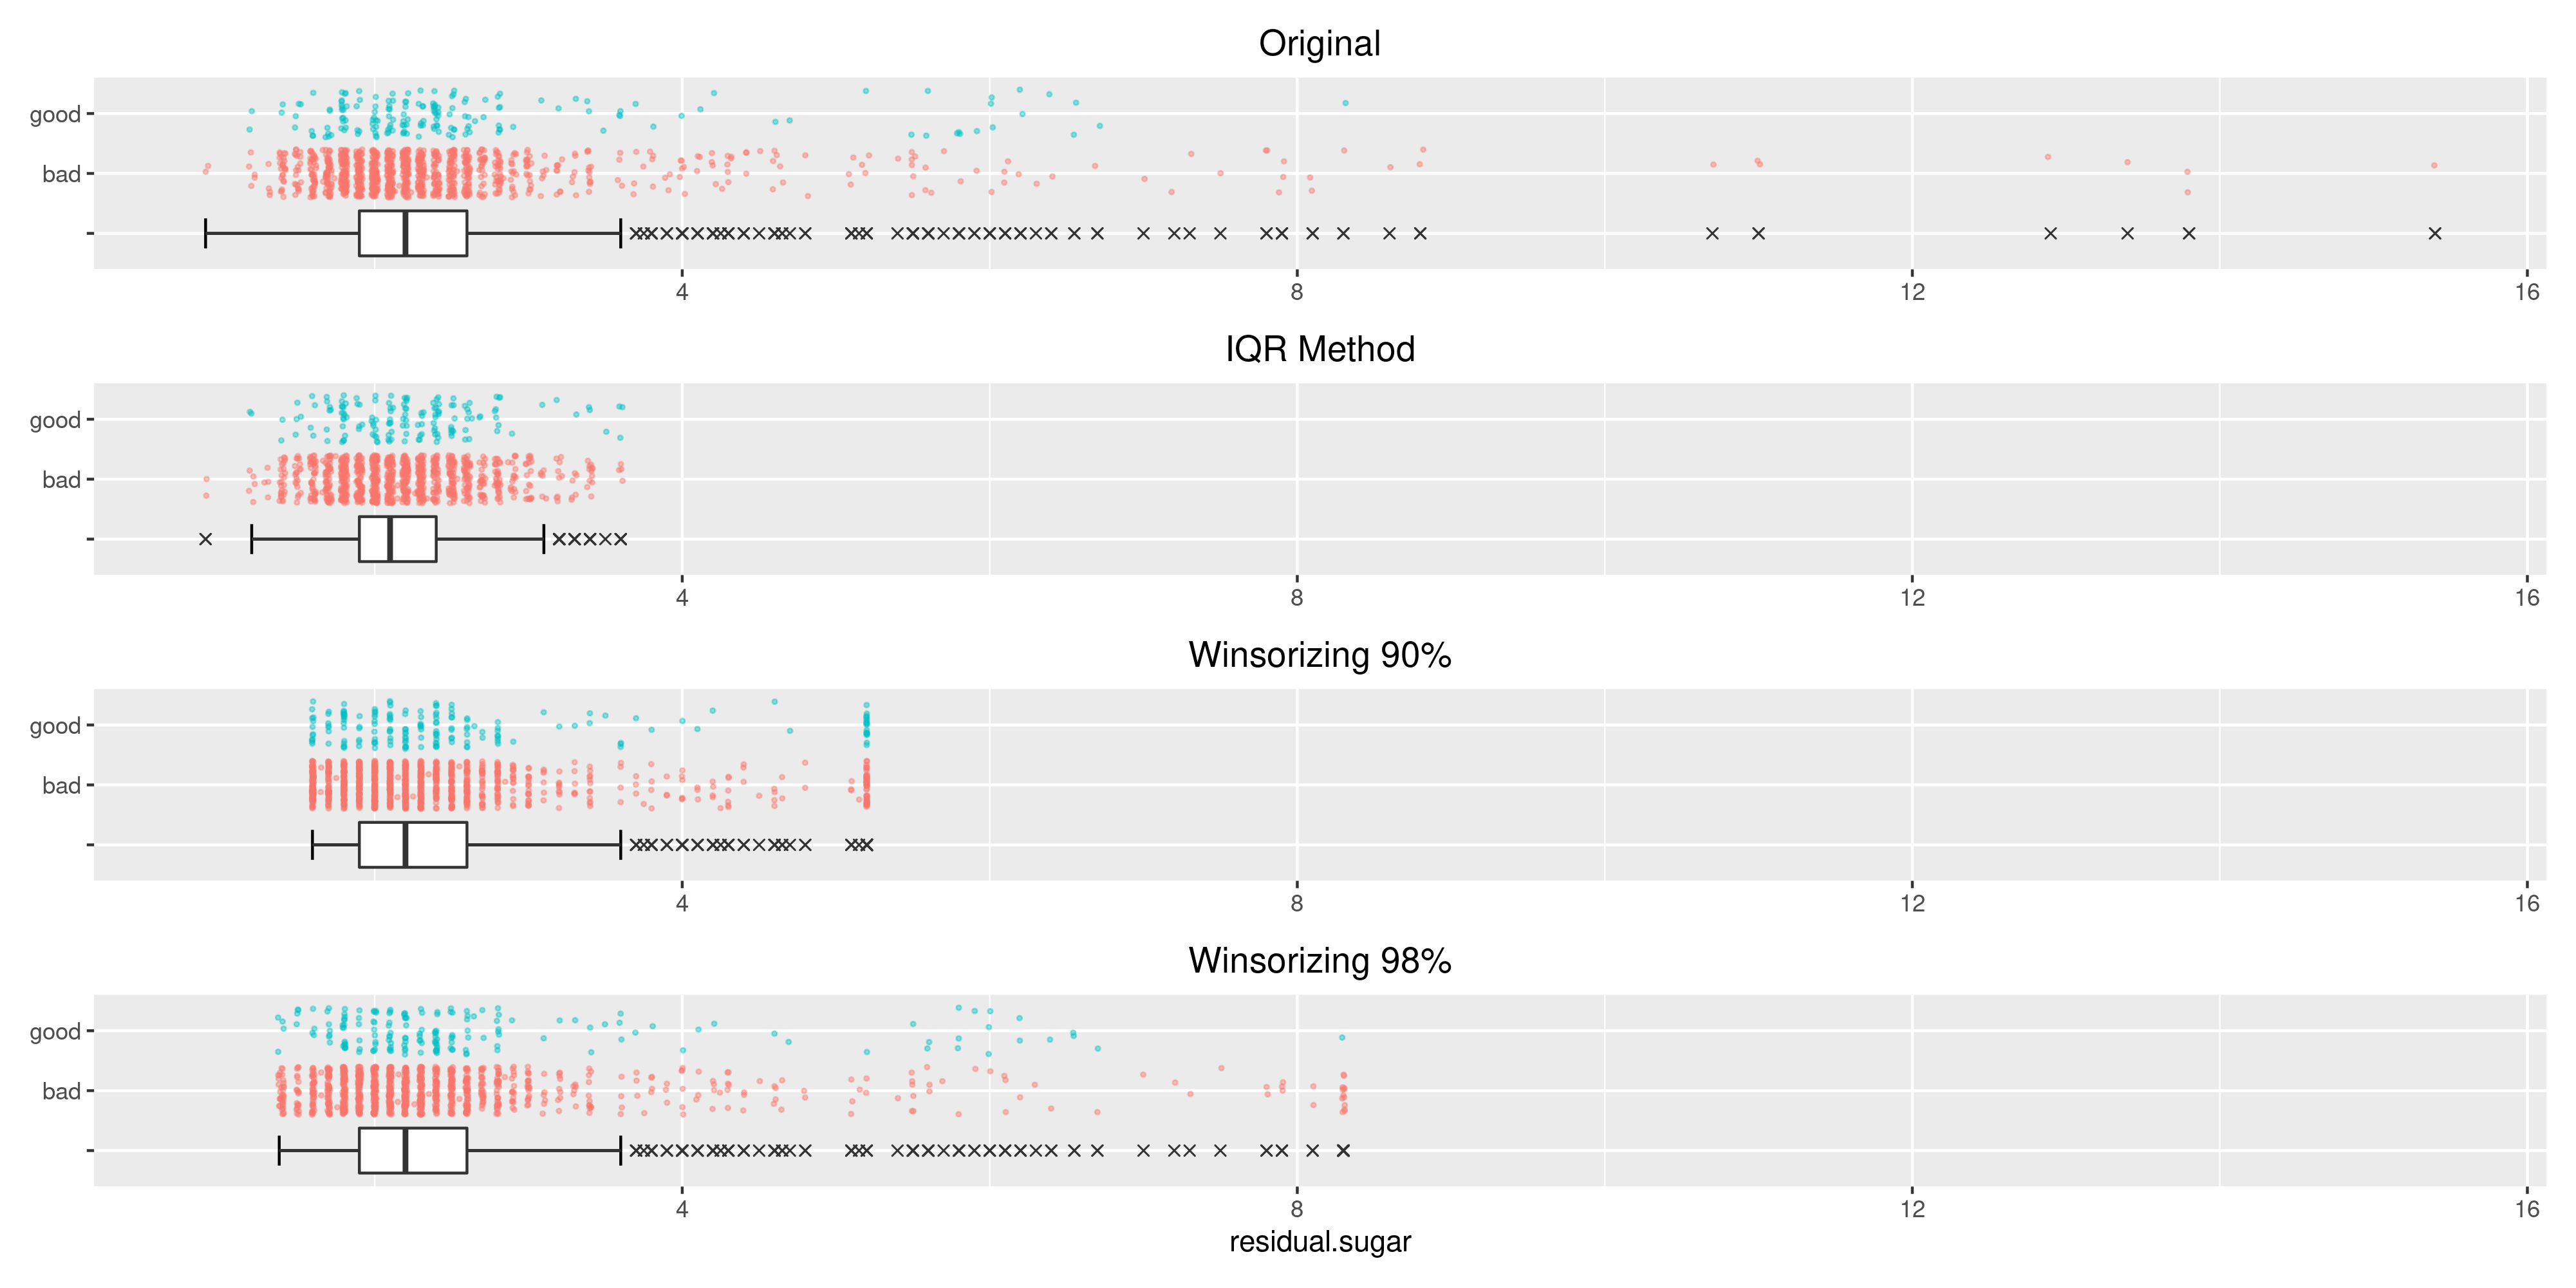 Original
good
bad
4 8 12 16
IQR Method
good
bad
4 8 12 16
Winsorizing 90%
good
bad
4 8 12 16
Winsorizing 98%
good
bad
4 8 12 16
residual.sugar